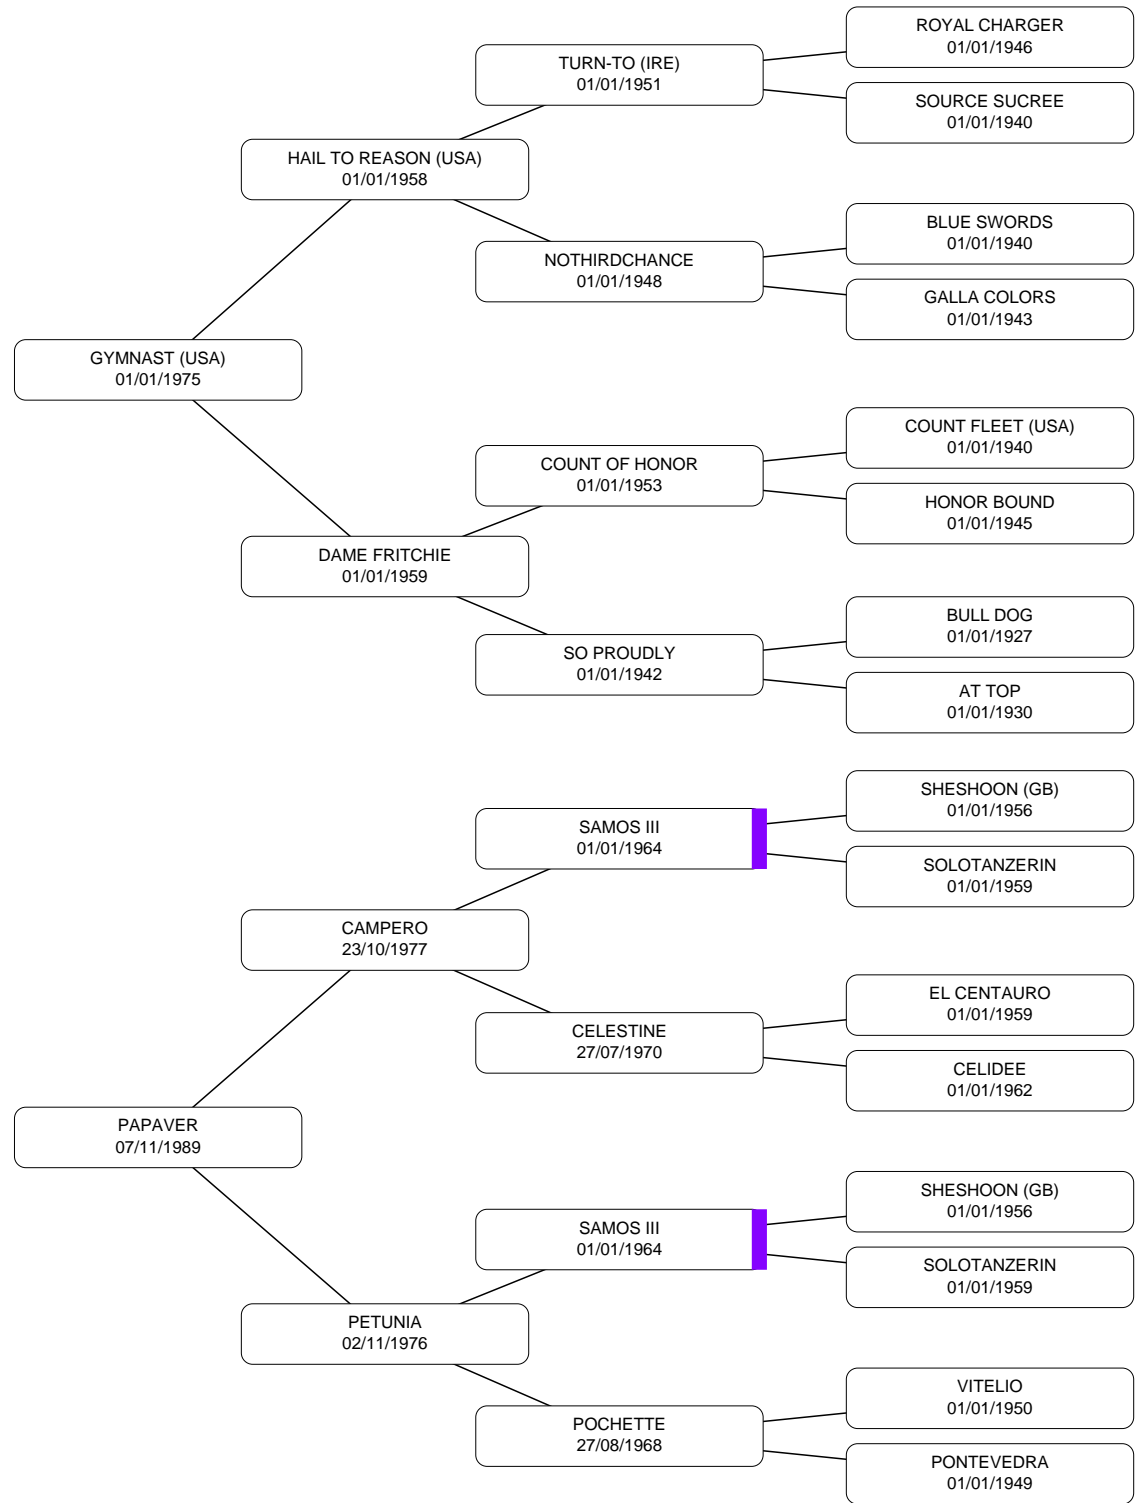 ROYAL CHARGER
01/01/1946
TURN-TO (IRE)
01/01/1951
SOURCE SUCREE
01/01/1940
HAIL TO REASON (USA)
01/01/1958
BLUE SWORDS
01/01/1940
NOTHIRDCHANCE
01/01/1948
GALLA COLORS
01/01/1943
GYMNAST (USA)
01/01/1975
COUNT FLEET (USA)
01/01/1940
COUNT OF HONOR
01/01/1953
HONOR BOUND
01/01/1945
DAME FRITCHIE
01/01/1959
BULL DOG
01/01/1927
SO PROUDLY
01/01/1942
AT TOP
01/01/1930
SHESHOON (GB)
01/01/1956
SAMOS III
01/01/1964
SOLOTANZERIN
01/01/1959
CAMPERO
23/10/1977
EL CENTAURO
01/01/1959
CELESTINE
27/07/1970
CELIDEE
01/01/1962
PAPAVER
07/11/1989
SHESHOON (GB)
01/01/1956
SAMOS III
01/01/1964
SOLOTANZERIN
01/01/1959
PETUNIA
02/11/1976
VITELIO
01/01/1950
POCHETTE
27/08/1968
PONTEVEDRA
01/01/1949